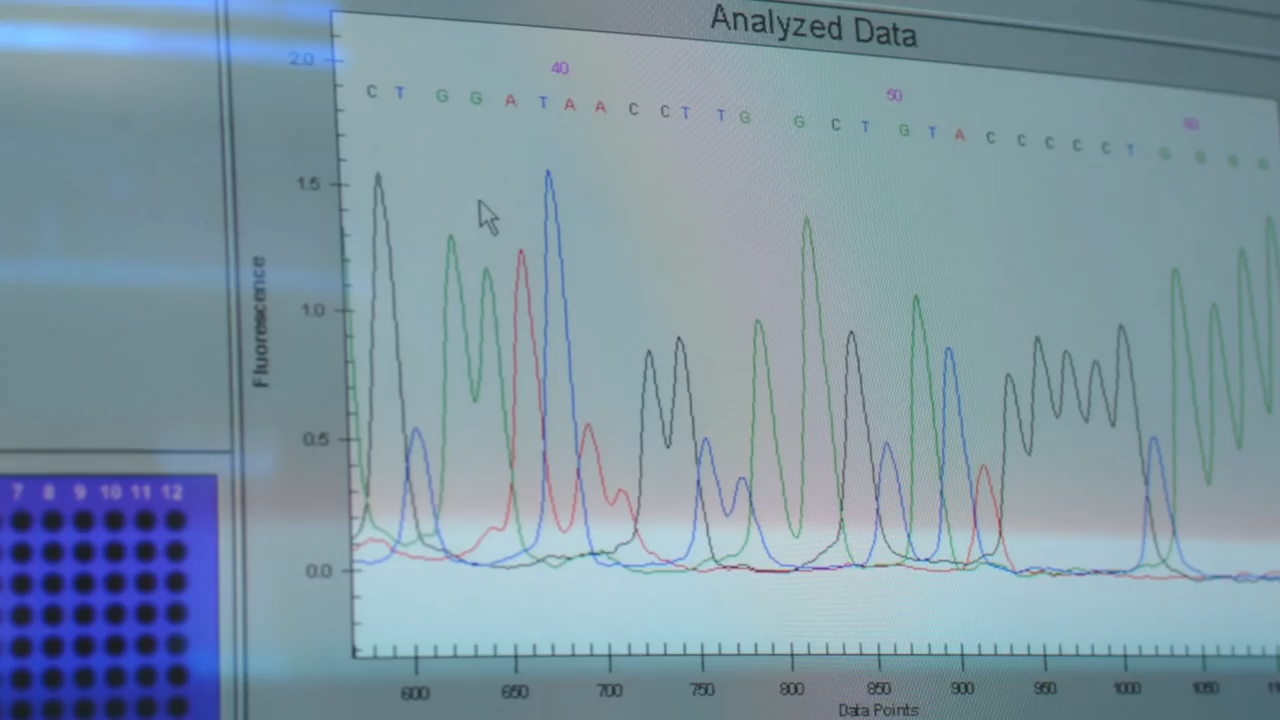 Analyzed Data
2.0
40
50
60
C T G G A T A A C C T T G G C T G T A C C C C T G G G G
1.5
Fluorescence
1.0
0.5
7 8 9 10 11 12
0.0
600 650 700 750 800 850 900 950 1000 1050
Data Points